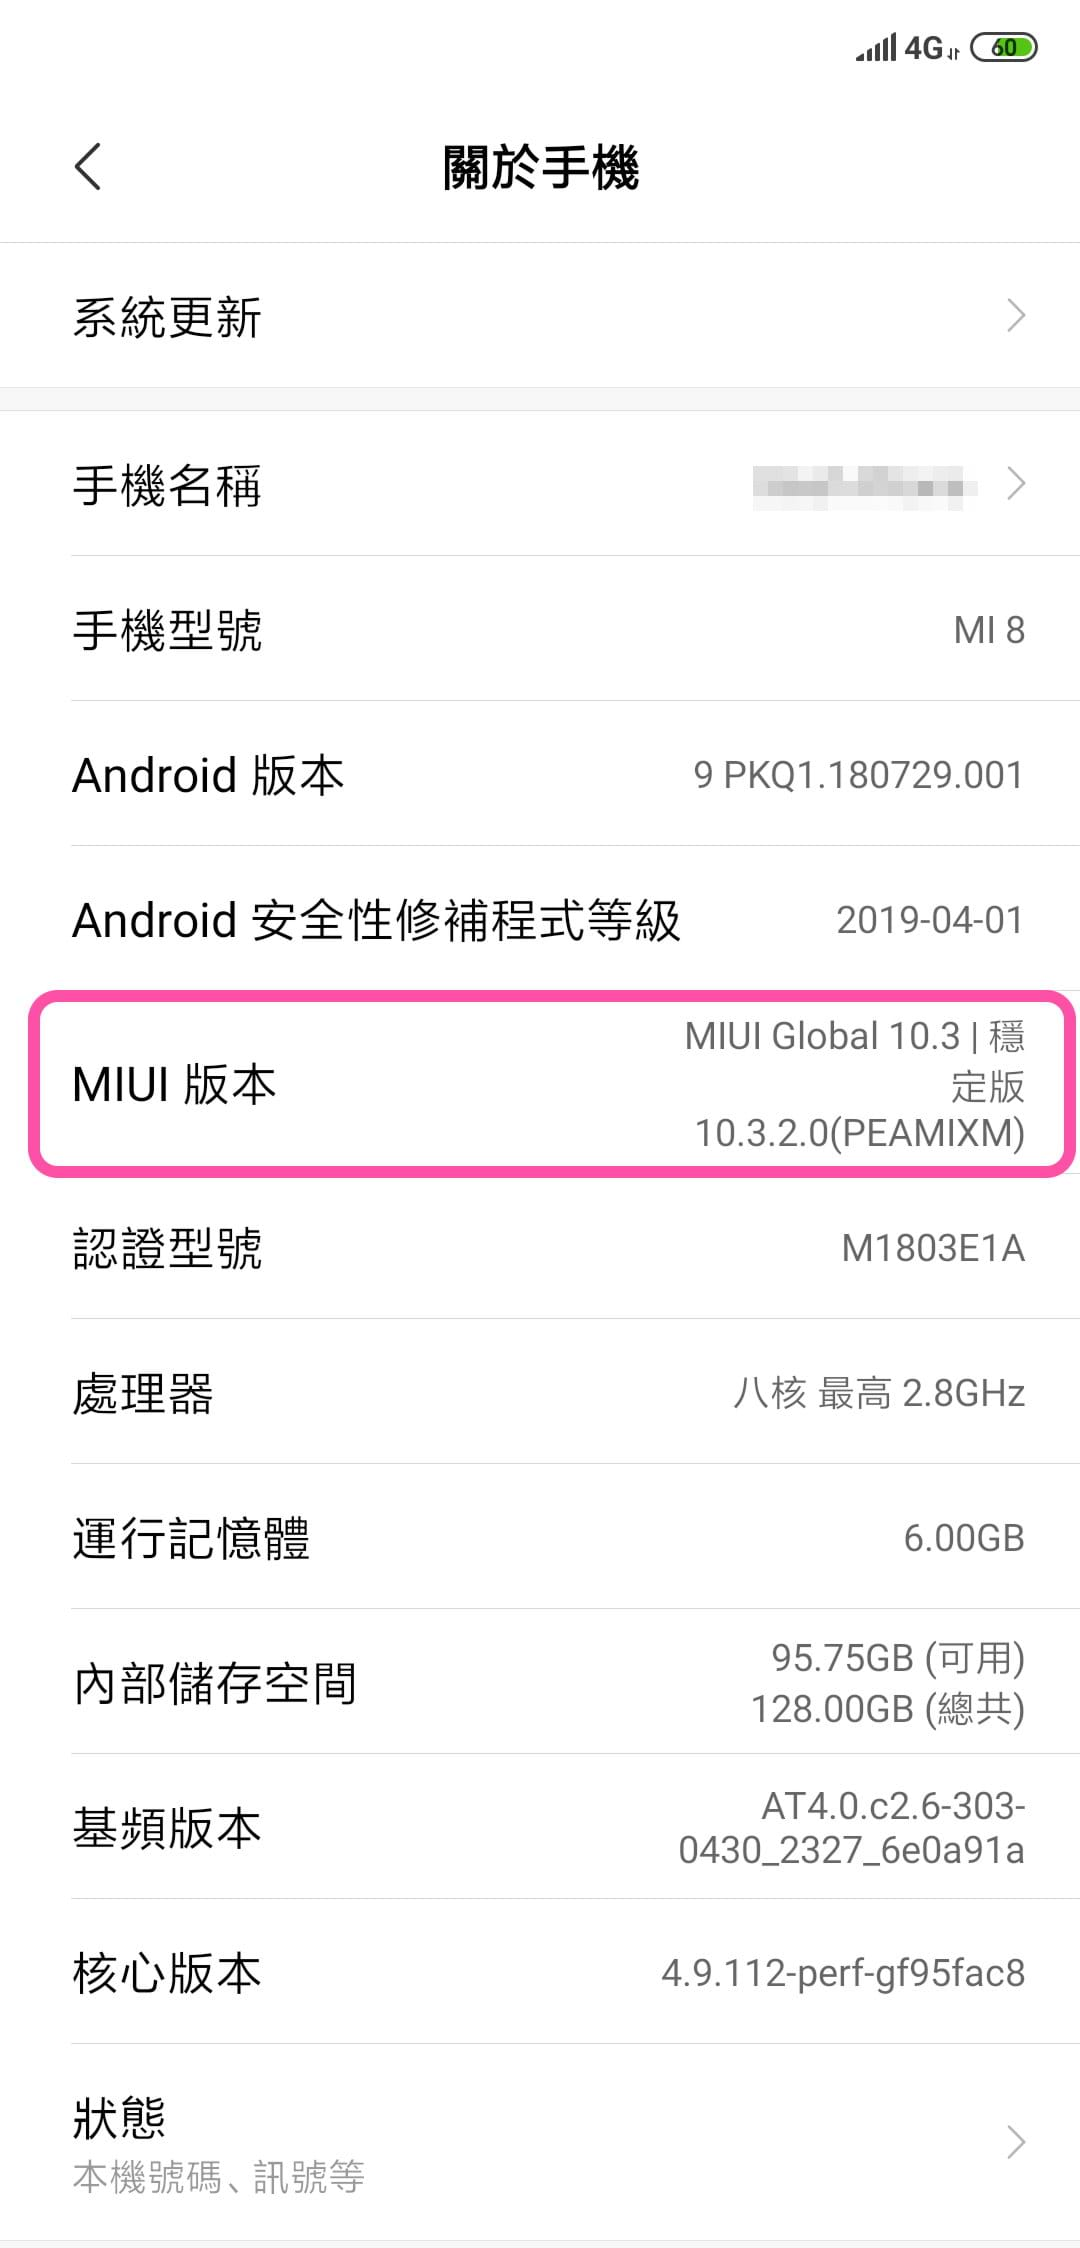 4G
60
關於手機
系統更新
手機名稱
手機型號
MI 8
Android 版本
9 PKQ1.180729.001
Android 安全性修補程式等級
2019-04-01
MIUI 版本
MIUI Global 10.3 | 穩
定版
10.3.2.0(PEAMIXM)
認證型號
M1803E1A
處理器
八核 最高 2.8GHz
運行記憶體
6.00GB
內部儲存空間
95.75GB (可用)
128.00GB (總共)
基頻版本
AT4.0.c2.6-303-
0430_2327_6e0a91a
核心版本
4.9.112-perf-gf95fac8
狀態
本機號碼、訊號等